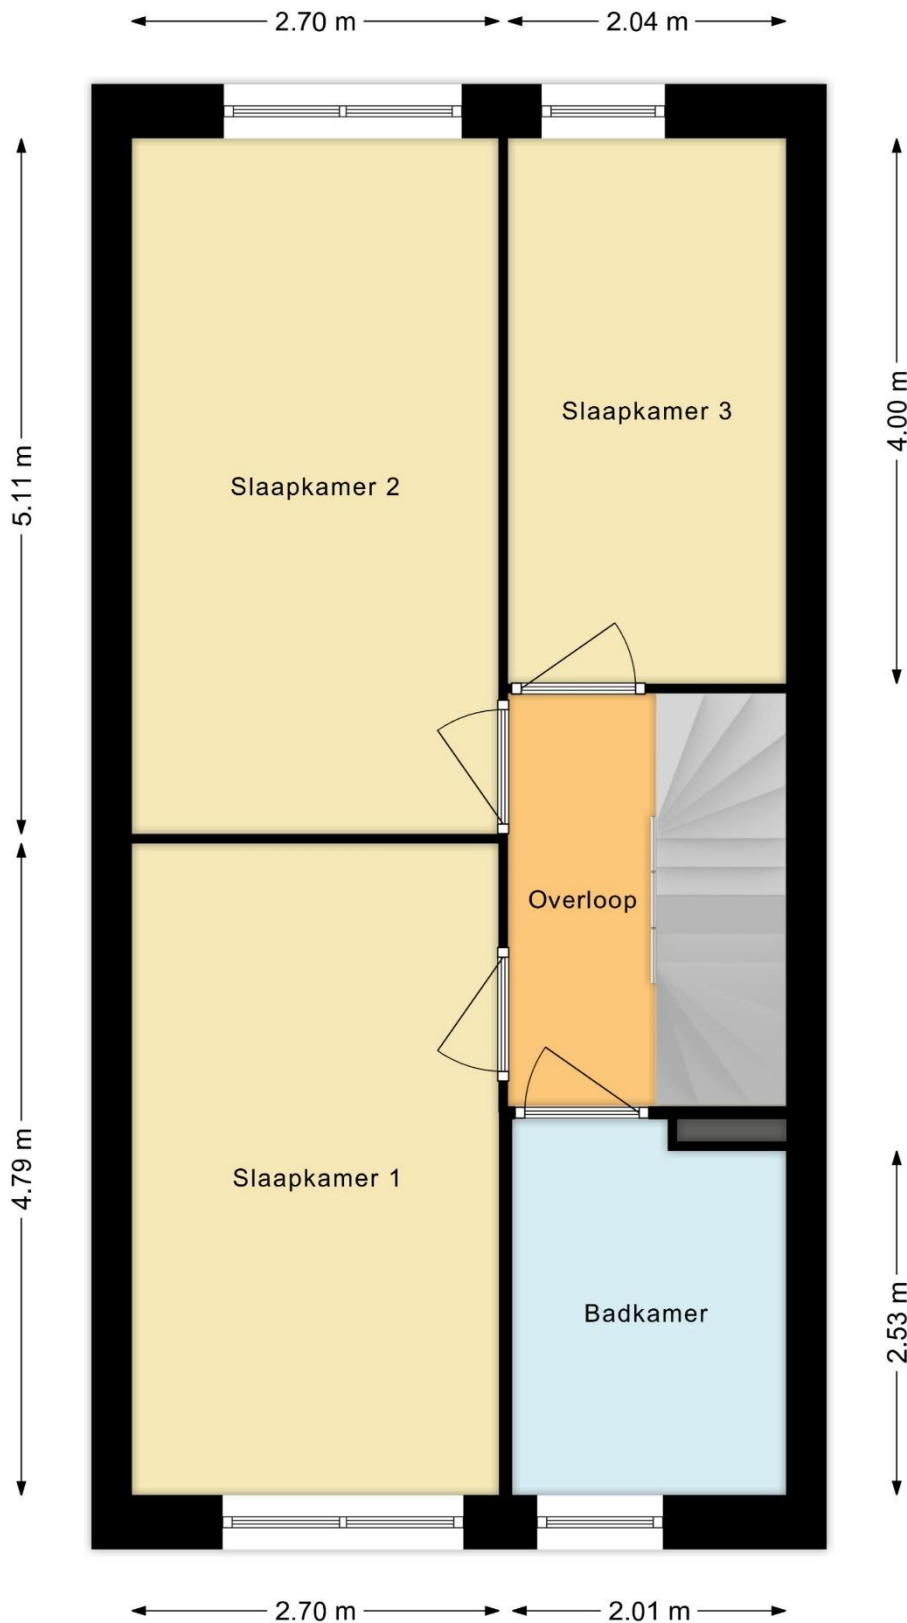 2.70 m
2.04 m
4.00 m
Slaapkamer 3
5.11 m
Slaapkamer 2
Overloop
4.79 m
Slaapkamer 1
2.53 m
Badkamer
2.70 m
2.01 m